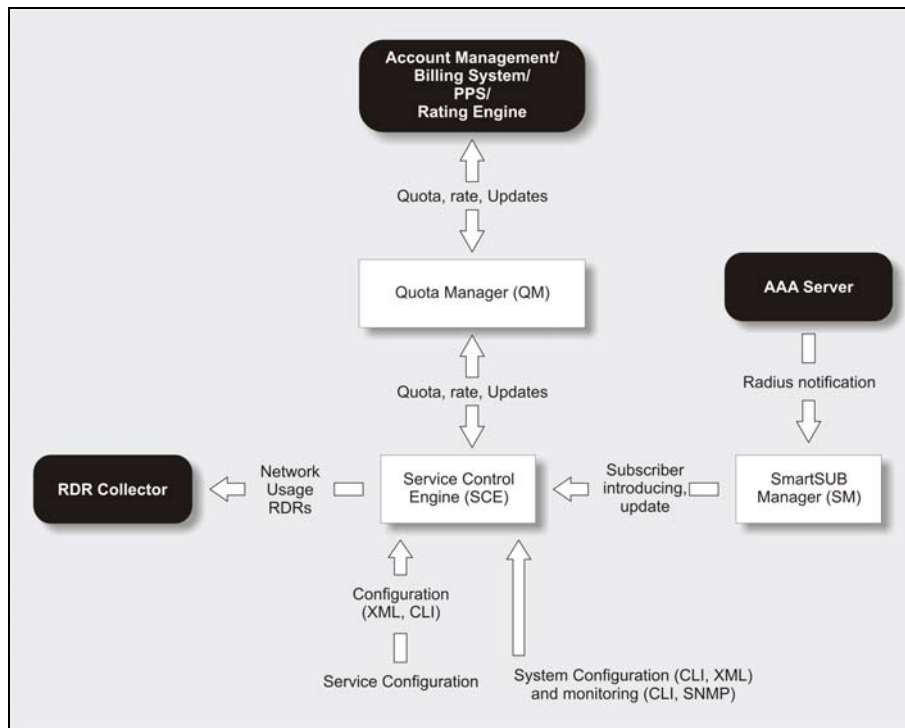 Account Management/
Billing System/
PPS/
Rating Engine
Quota, rate, Updates
Quota Manager (QM)
AAA Server
Quota, rate, Updates
Radius notification
RDR Collector
Network
Usage
RDRs
Service Control
Engine (SCE)
Subscriber
introducing,
update
SmartSUB
Manager (SM)
Configuration
(XML, CLI)
Service Configuration
System Configuration (CLI, XML)
and monitoring (CLI, SNMP)